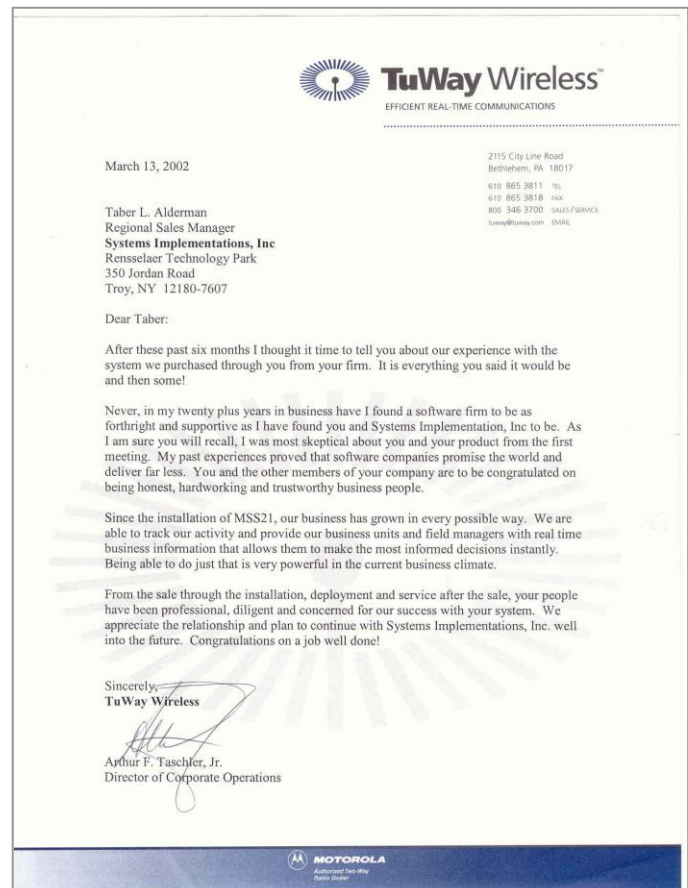 TuWay Wireless™
EFFICIENT REAL-TIME COMMUNICATIONS
2115 City Line Road
Bethlehem, PA 18017
610 865 3811 TEL
610 865 3818 FAX
800 346 3700 SALES/SERVICE
tuway@tuway.com EMAIL
March 13, 2002
Taber L. Alderman
Regional Sales Manager
Systems Implementations, Inc
Rensselaer Technology Park
350 Jordan Road
Troy, NY 12180-7607
Dear Taber:
After these past six months I thought it time to tell you about our experience with the
system we purchased through you from your firm. It is everything you said it would be
and then some!
Never, in my twenty plus years in business have I found a software firm to be as
forthright and supportive as I have found you and Systems Implementation, Inc to be. As
I am sure you will recall, I was most skeptical about you and your product from the first
meeting. My past experiences proved that software companies promise the world and
deliver far less. You and the other members of your company are to be congratulated on
being honest, hardworking and trustworthy business people.
Since the installation of MSS21, our business has grown in every possible way. We are
able to track our activity and provide our business units and field managers with real time
business information that allows them to make the most informed decisions instantly.
Being able to do just that is very powerful in the current business climate.
From the sale through the installation, deployment and service after the sale, your people
have been professional, diligent and concerned for our success with your system. We
appreciate the relationship and plan to continue with Systems Implementations, Inc. well
into the future. Congratulations on a job well done!
Sincerely,
TuWay Wireless
Arthur F. Taschler, Jr.
Director of Corporate Operations
MOTOROLA
Authorized Two-Way
Radio Dealer